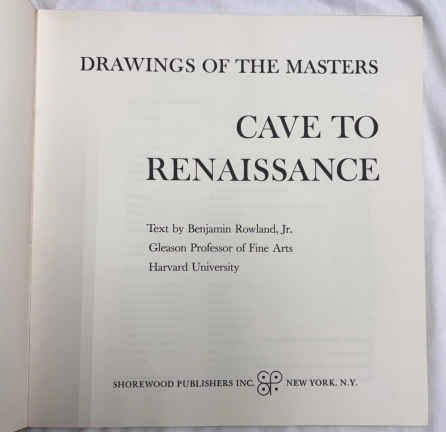 DRAWINGS OF THE MASTERS
CAVE TO
RENAISSANCE
Text by Benjamin Rowland, Jr.
Gleason Professor of Fine Arts
Harvard University
SHOREWOOD PUBLISHERS INC. NEW YORK, N.Y.